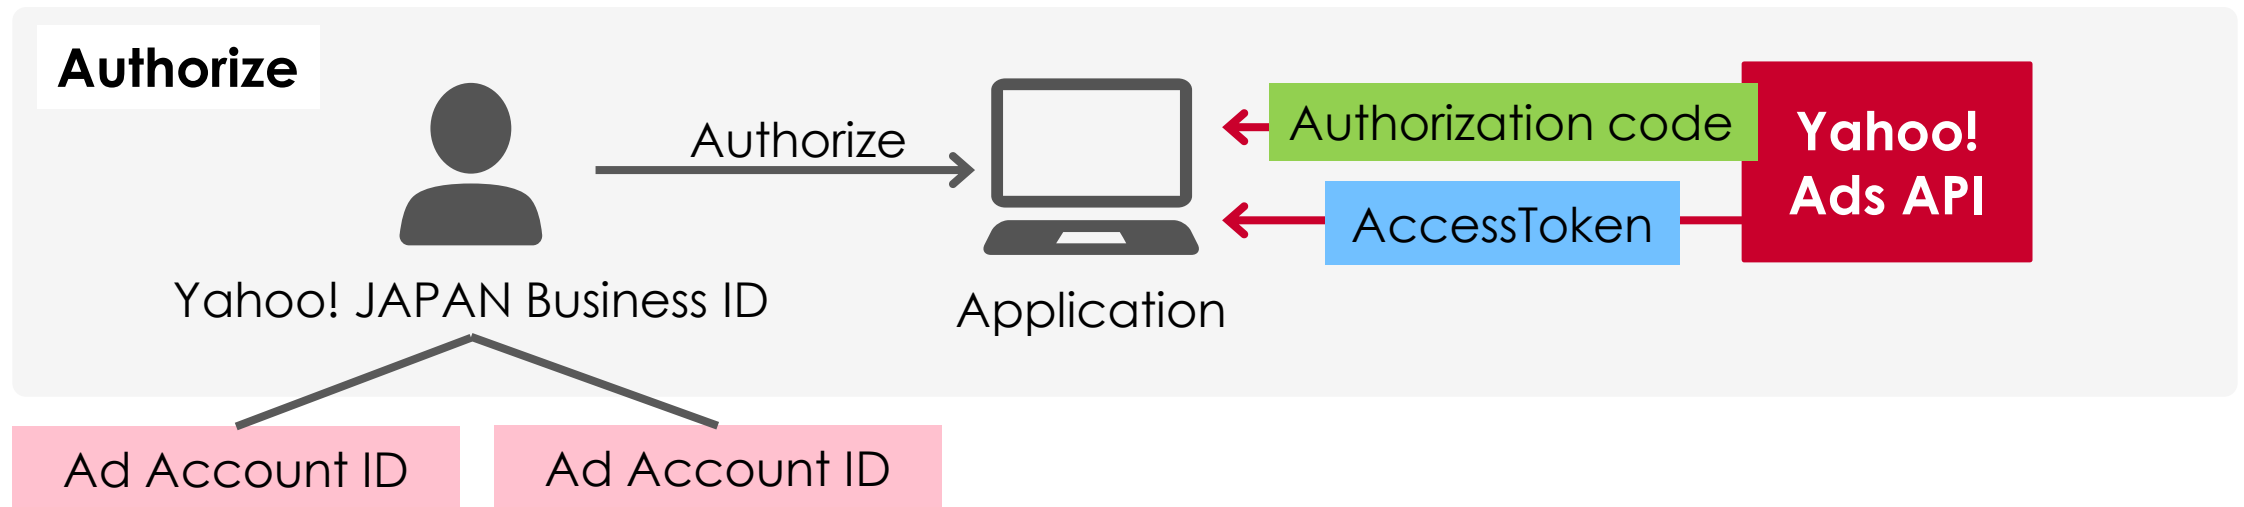 Authorize
Authorize
Authorization code
AccessToken
Yahoo!
Ads API
Yahoo! JAPAN Business ID
Application
Ad Account ID
Ad Account ID